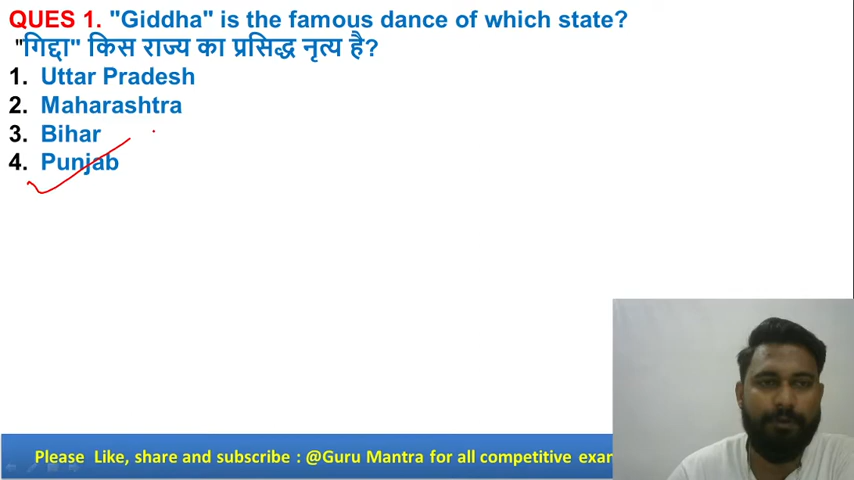 QUES 1. "Giddha" is the famous dance of which state?
"गिद्दा" किस राज्य का प्रसिद्ध नृत्य है?
1. Uttar Pradesh
2. Maharashtra
3. Bihar
4. Punjab
Please Like, share and subscribe : @Guru Mantra for all competitive exam